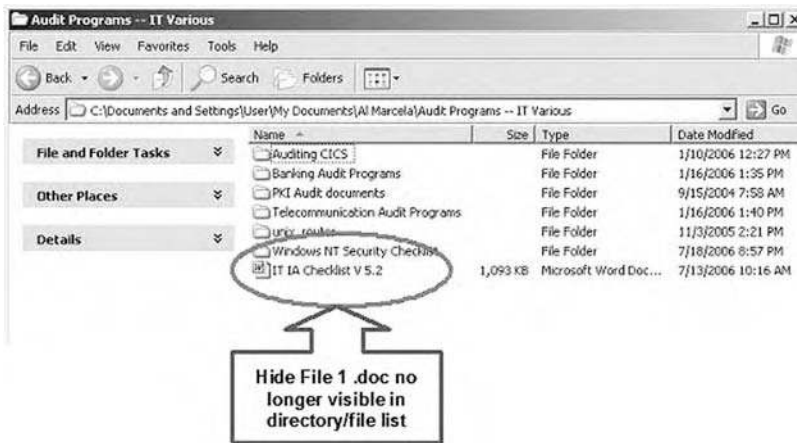 Audit Programs -- IT Various
File Edit View Favorites Tools Help
Back Search Folders
Address C:\Documents and Settings\User\My Documents\Al Marcela\Audit Programs -- IT Various Go
File and Folder Tasks
Other Places
Details
Name Size Type Date Modified
Auditing CICS File Folder 1/10/2006 12:27 PM
Banking Audit Programs File Folder 1/16/2006 1:35 PM
PKI Audit documents File Folder 9/15/2004 7:58 AM
Telecommunication Audit Programs File Folder 1/16/2006 1:40 PM
unix_router File Folder 11/3/2005 2:21 PM
Windows NT Security Checklist File Folder 7/18/2006 8:57 PM
IT IA Checklist V 5.2 1,093 KB Microsoft Word Doc... 7/13/2006 10:16 AM
Hide File 1 .doc no
longer visible in
directory/file list